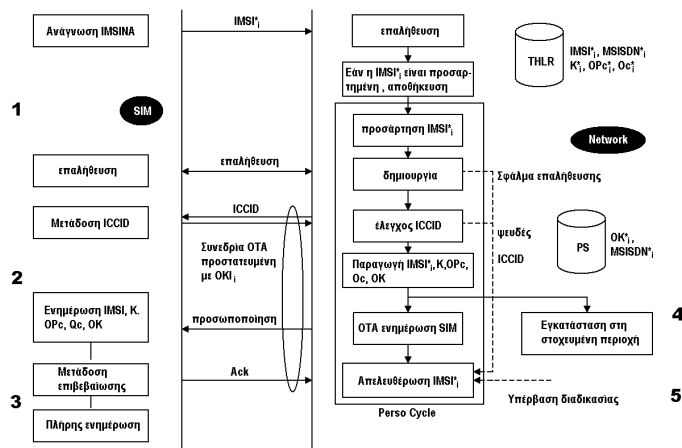 Ανάγνωση IMSINA
IMSI*i
επαλήθευση
THLR
IMSI*i, MSISDN*i
K*i, OPc*i, Oc*i
Εάν η IMSI*i είναι προσαρ-
τημένη , αποθήκευση
1
SIM
προσάρτηση IMSI*i
Network
επαλήθευση
επαλήθευση
δημιουργία
Σφάλμα επαλήθευσης
Μετάδοση ICCID
ICCID
έλεγχος ICCID
ψευδές
ICCID
PS
OK*i,
MSISDN*i
Συνεδρία OTA
προστατευμένη
με OKIi
Παραγωγή IMSI*i, K,OPc,
Oc, OK
2
Ενημέρωση IMSI, K.
OPc, Qc, OK
προσωποποίηση
OTA ενημέρωση SIM
Εγκατάσταση στη
στοχευμένη περιοχή
4
Μετάδοση
επιβεβαίωσης
Ack
Απελευθέρωση IMSI*i
5
3
Υπέρβαση διαδικασίας
Perso Cycle
Πλήρης ενημέρωση